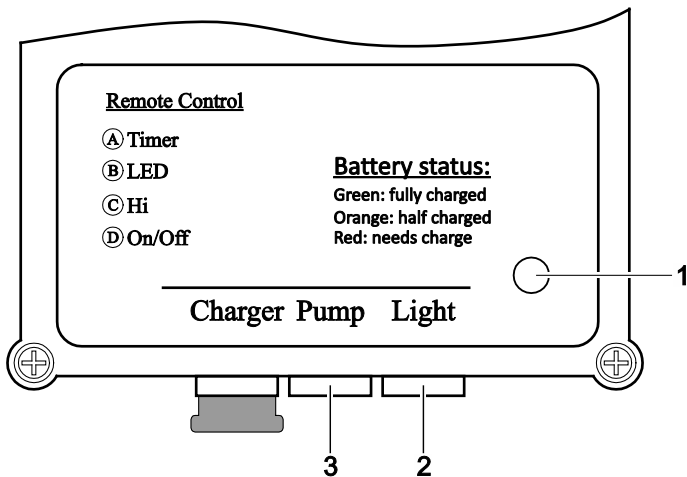 Remote Control
Ⓐ Timer
Ⓑ LED
Ⓒ Hi
Ⓓ On/Off
Battery status:
Green: fully charged
Orange: half charged
Red: needs charge
1
Charger Pump Light
3 2